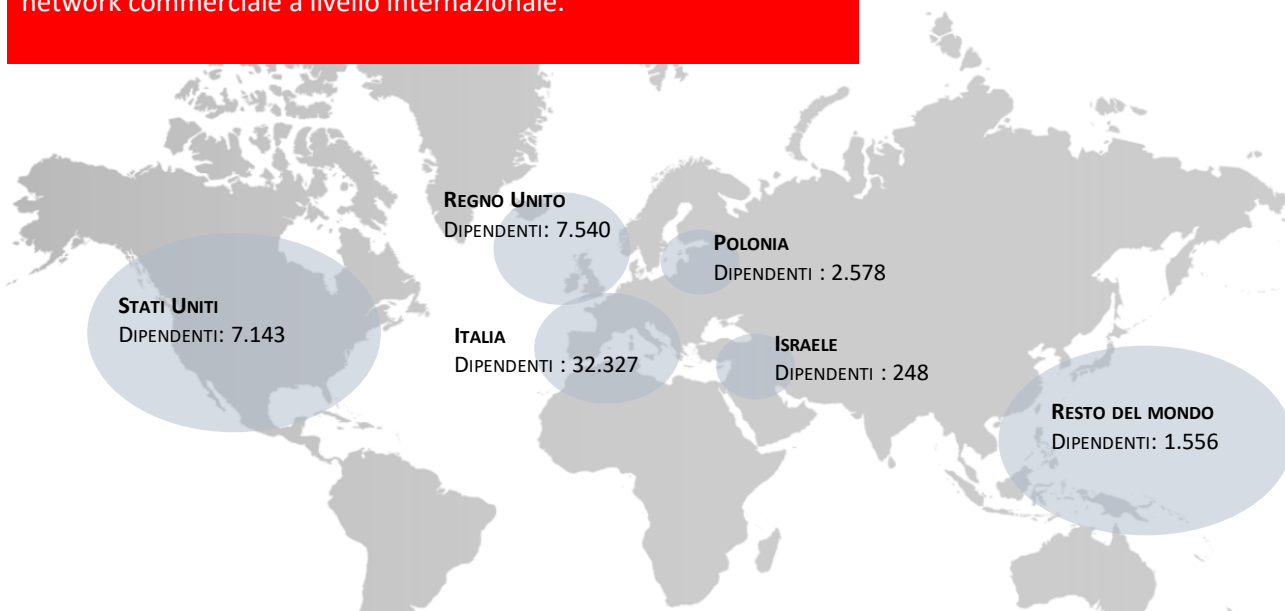 network commerciale a livello internazionale.
REGNO UNITO
DIPENDENTI: 7.540
POLONIA
DIPENDENTI : 2.578
STATI UNITI
DIPENDENTI: 7.143
ITALIA
DIPENDENTI : 32.327
ISRAELE
DIPENDENTI : 248
RESTO DEL MONDO
DIPENDENTI: 1.556